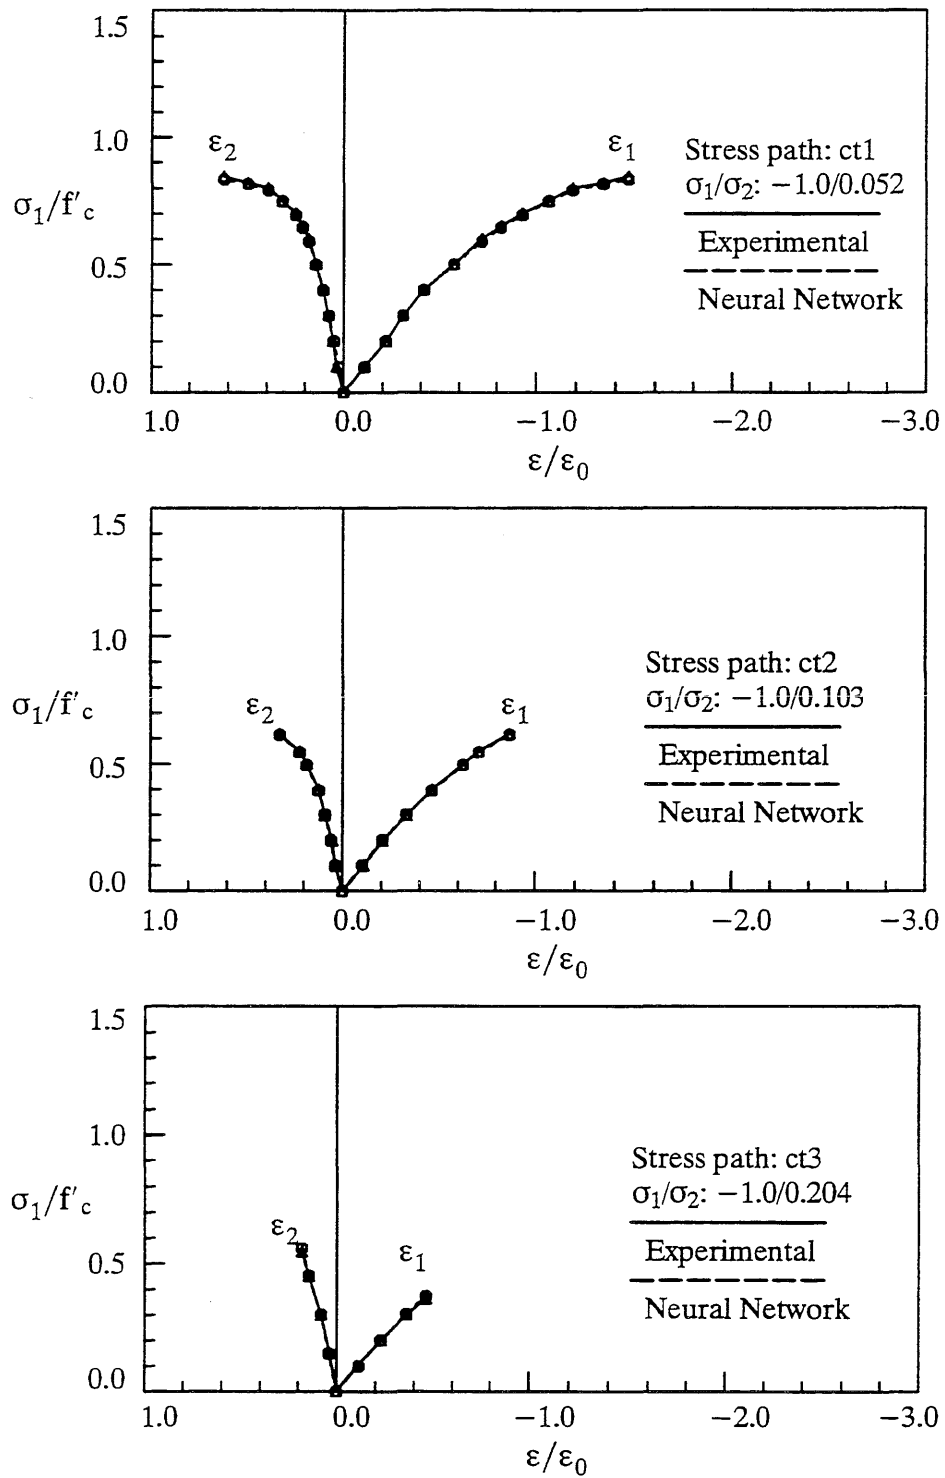 1.5
1.0
0.5
0.0
σ₁/f′c
ε₂
ε₁
Stress path: ct1
σ₁/σ₂: −1.0/0.052
Experimental
Neural Network
1.0 0.0 −1.0 −2.0 −3.0
ε/ε₀
1.5
1.0
0.5
0.0
σ₁/f′c
ε₂
ε₁
Stress path: ct2
σ₁/σ₂: −1.0/0.103
Experimental
Neural Network
1.0 0.0 −1.0 −2.0 −3.0
ε/ε₀
1.5
1.0
0.5
0.0
σ₁/f′c
ε₂
ε₁
Stress path: ct3
σ₁/σ₂: −1.0/0.204
Experimental
Neural Network
1.0 0.0 −1.0 −2.0 −3.0
ε/ε₀